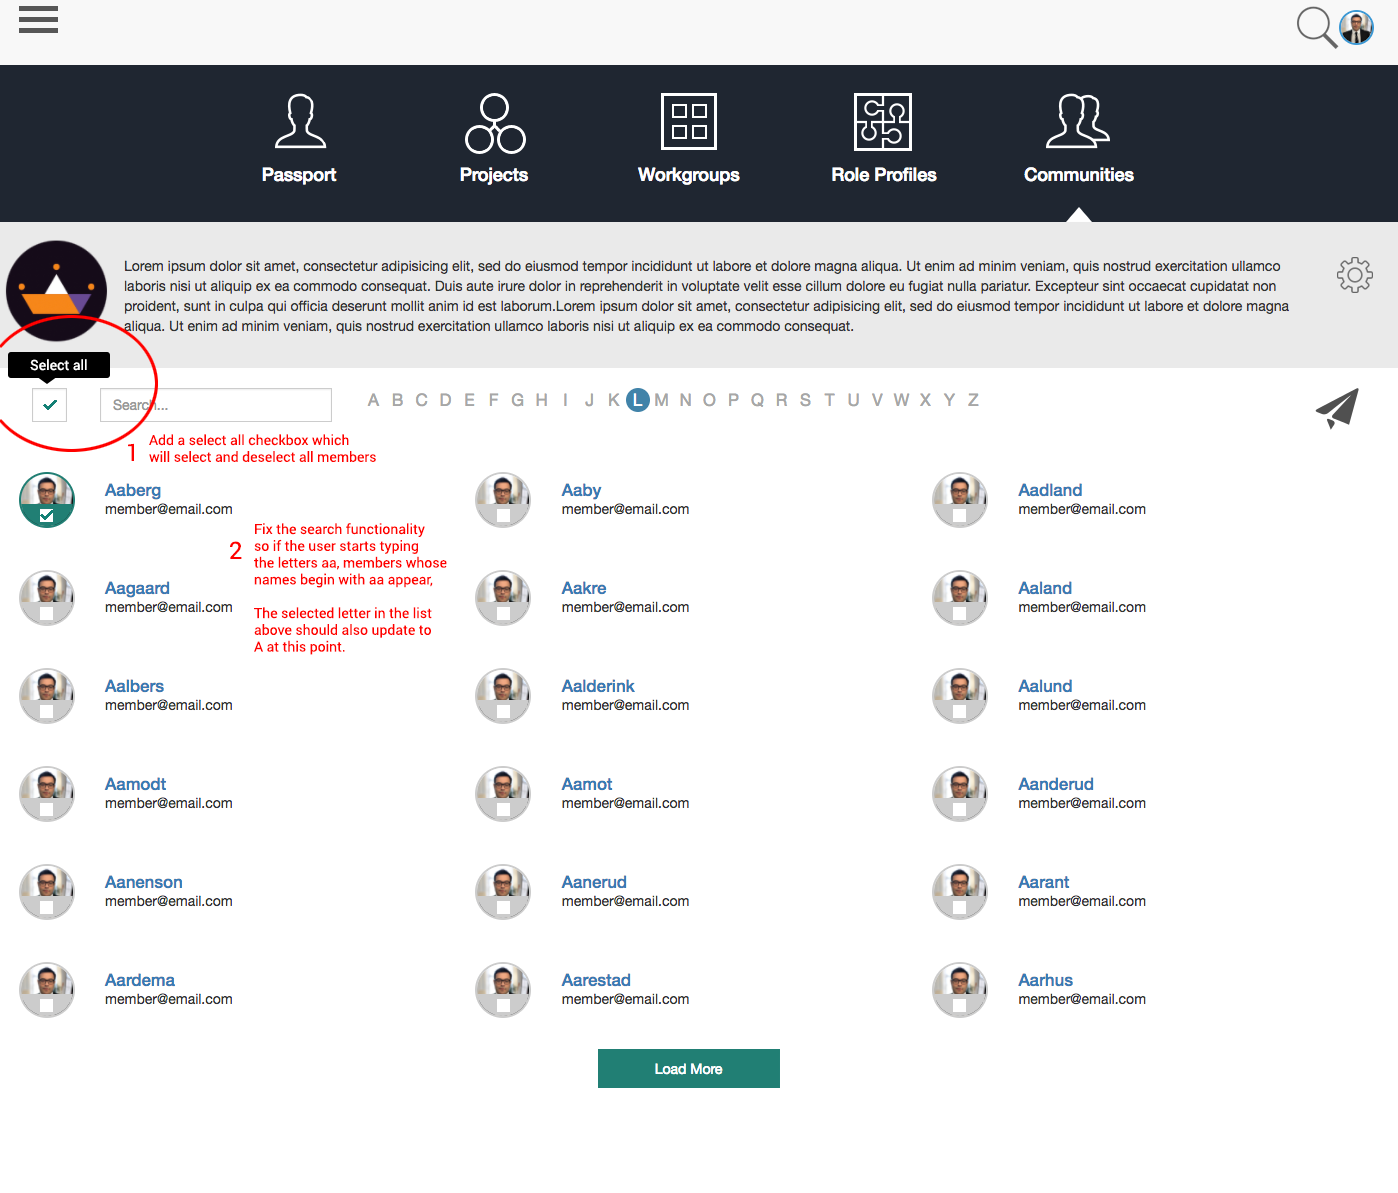 Passport
Projects
Workgroups
Role Profiles
Communities
Lorem ipsum dolor sit amet, consectetur adipisicing elit, sed do eiusmod tempor incididunt ut labore et dolore magna aliqua. Ut enim ad minim veniam, quis nostrud exercitation ullamco
laboris nisi ut aliquip ex ea commodo consequat. Duis aute irure dolor in reprehenderit in voluptate velit esse cillum dolore eu fugiat nulla pariatur. Excepteur sint occaecat cupidatat non
proident, sunt in culpa qui officia deserunt mollit anim id est laborum.Lorem ipsum dolor sit amet, consectetur adipisicing elit, sed do eiusmod tempor incididunt ut labore et dolore magna
aliqua. Ut enim ad minim veniam, quis nostrud exercitation ullamco laboris nisi ut aliquip ex ea commodo consequat.
Select all
Search...
A B C D E F G H I J K L M N O P Q R S T U V W X Y Z
1 Add a select all checkbox which
will select and deselect all members
Aaberg
member@email.com
Aaby
member@email.com
Aadland
member@email.com
2 Fix the search functionality
so if the user starts typing
the letters aa, members whose
names begin with aa appear,
The selected letter in the list
above should also update to
A at this point.
Aagaard
member@email.com
Aakre
member@email.com
Aaland
member@email.com
Aalbers
member@email.com
Aalderink
member@email.com
Aalund
member@email.com
Aamodt
member@email.com
Aamot
member@email.com
Aanderud
member@email.com
Aanenson
member@email.com
Aanerud
member@email.com
Aarant
member@email.com
Aardema
member@email.com
Aarestad
member@email.com
Aarhus
member@email.com
Load More